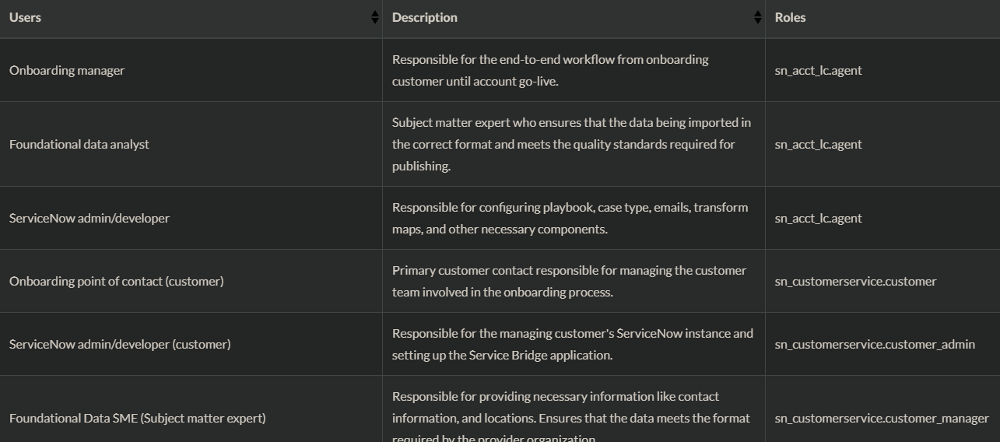 Users
Description
Roles
Onboarding manager
Responsible for the end-to-end workflow from onboarding
customer until account go-live.
sn_acct_lc.agent
Foundational data analyst
Subject matter expert who ensures that the data being imported in
the correct format and meets the quality standards required for
publishing.
sn_acct_lc.agent
ServiceNow admin/developer
Responsible for configuring playbook, case type, emails, transform
maps, and other necessary components.
sn_acct_lc.agent
Onboarding point of contact (customer)
Primary customer contact responsible for managing the customer
team involved in the onboarding process.
sn_customerservice.customer
ServiceNow admin/developer (customer)
Responsible for the managing customer's ServiceNow instance and
setting up the Service Bridge application.
sn_customerservice.customer_admin
Foundational Data SME (Subject matter expert)
Responsible for providing necessary information like contact
information, and locations. Ensures that the data meets the format
required by the provider organization.
sn_customerservice.customer_manager